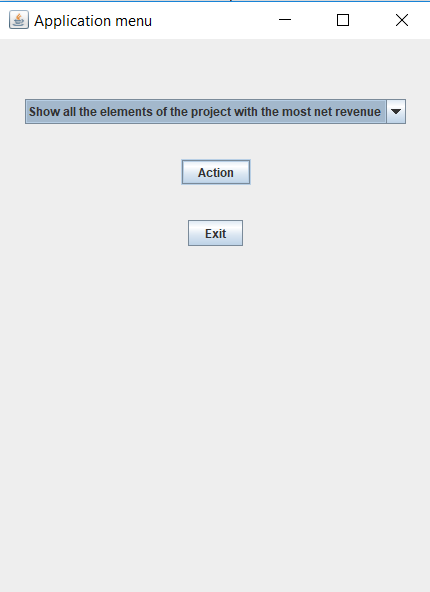 Application menu
Show all the elements of the project with the most net revenue
Action
Exit